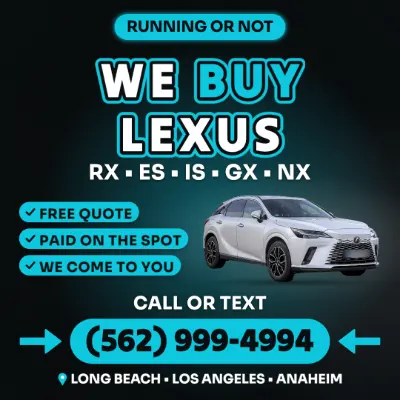 RUNNING OR NOT
WE BUY
LEXUS
RX ▪ ES ▪ IS ▪ GX ▪ NX
✓ FREE QUOTE
✓ PAID ON THE SPOT
✓ WE COME TO YOU
CALL OR TEXT
(562) 999-4994
LONG BEACH ▪ LOS ANGELES ▪ ANAHEIM